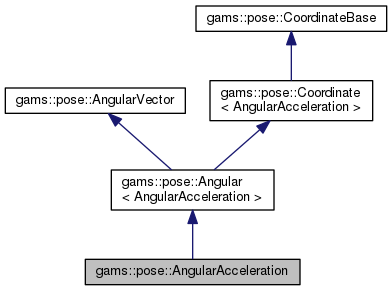 gams::pose::CoordinateBase
gams::pose::AngularVector
gams::pose::Coordinate
< AngularAcceleration >
gams::pose::Angular
< AngularAcceleration >
gams::pose::AngularAcceleration